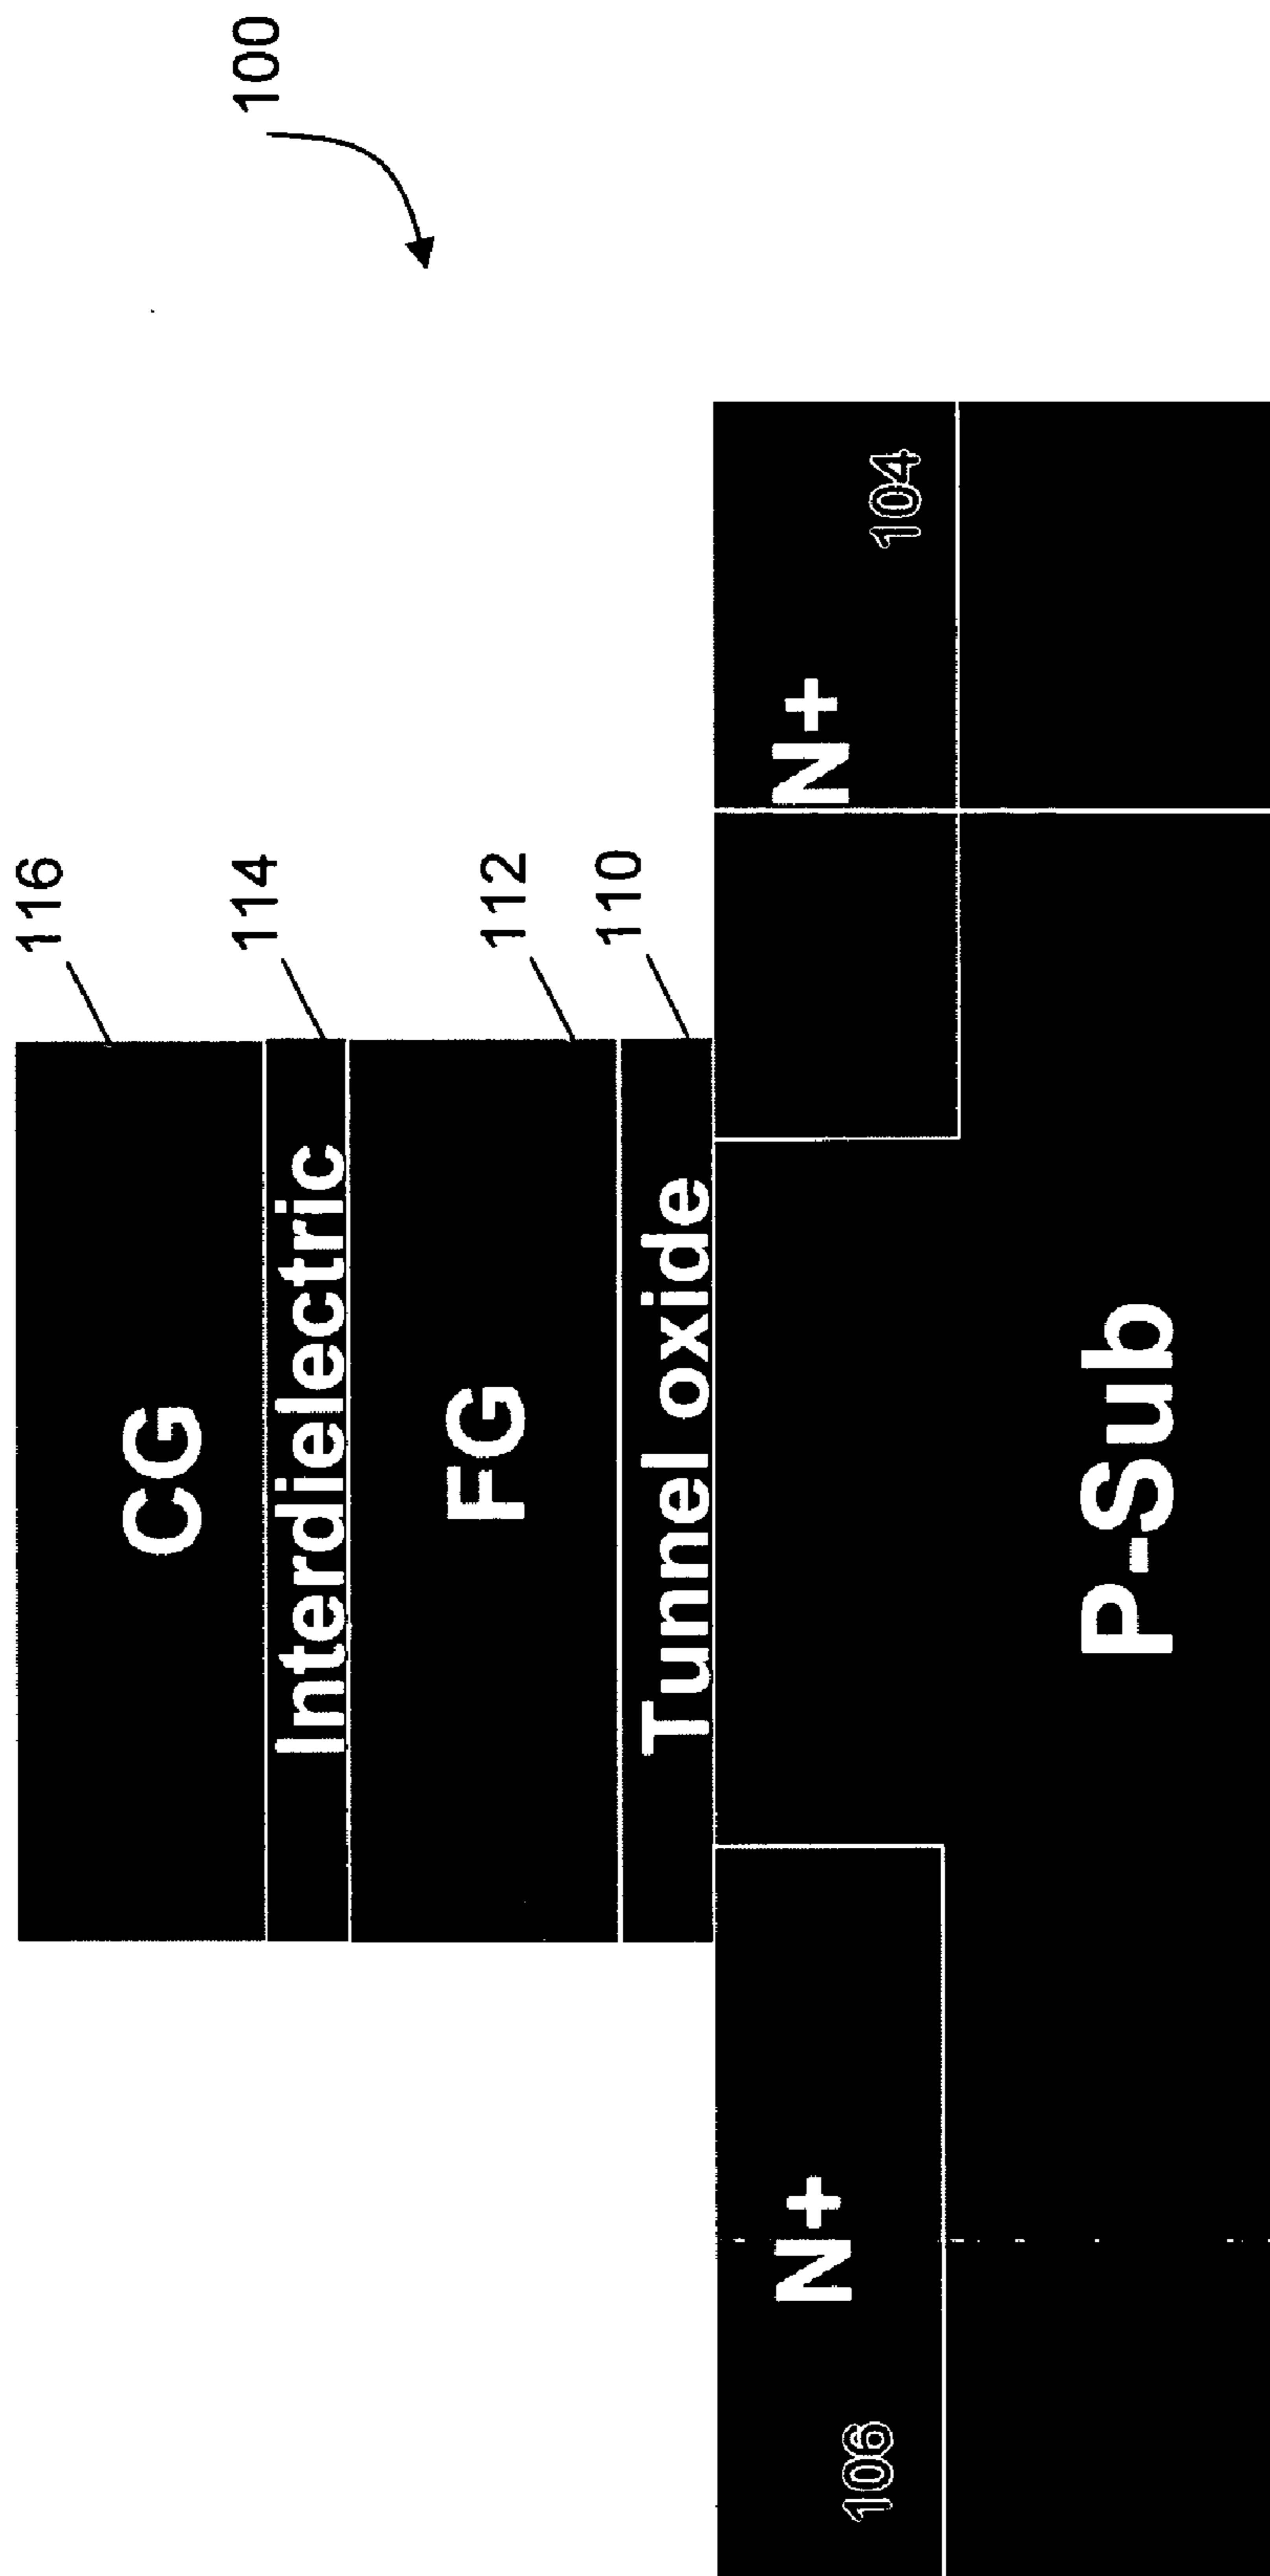 100
116
CG
114
Interdielectric
112
FG
110
Tunnel oxide
106
N+
N+
104
P-Sub